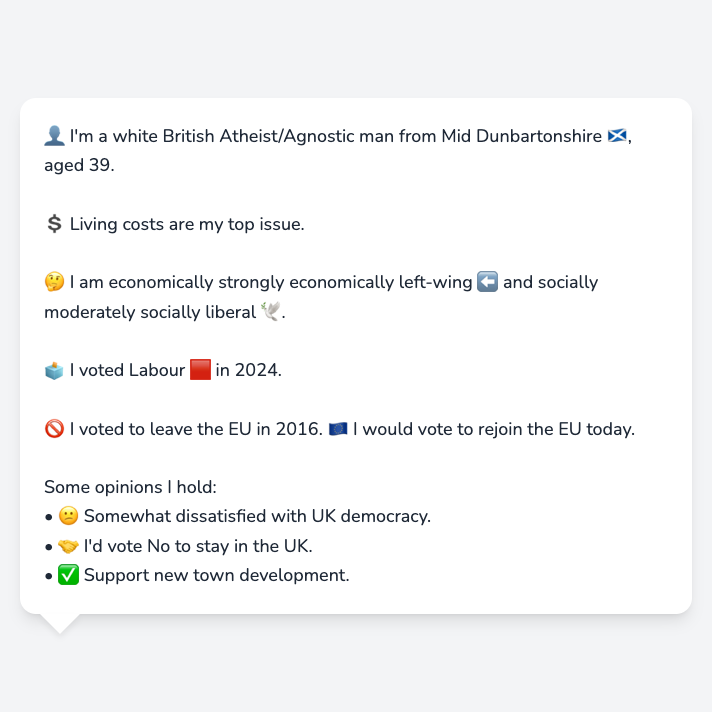 👤 I'm a white British Atheist/Agnostic man from Mid Dunbartonshire 🏴󠁧󠁢󠁳󠁣󠁴󠁿,
aged 39.
💲 Living costs are my top issue.
🤔 I am economically strongly economically left-wing ⬅️ and socially
moderately socially liberal 🕊️.
🗳️ I voted Labour 🟥 in 2024.
🚫 I voted to leave the EU in 2016. 🇪🇺 I would vote to rejoin the EU today.
Some opinions I hold:
• 😕 Somewhat dissatisfied with UK democracy.
• 🤝 I'd vote No to stay in the UK.
• ✅ Support new town development.